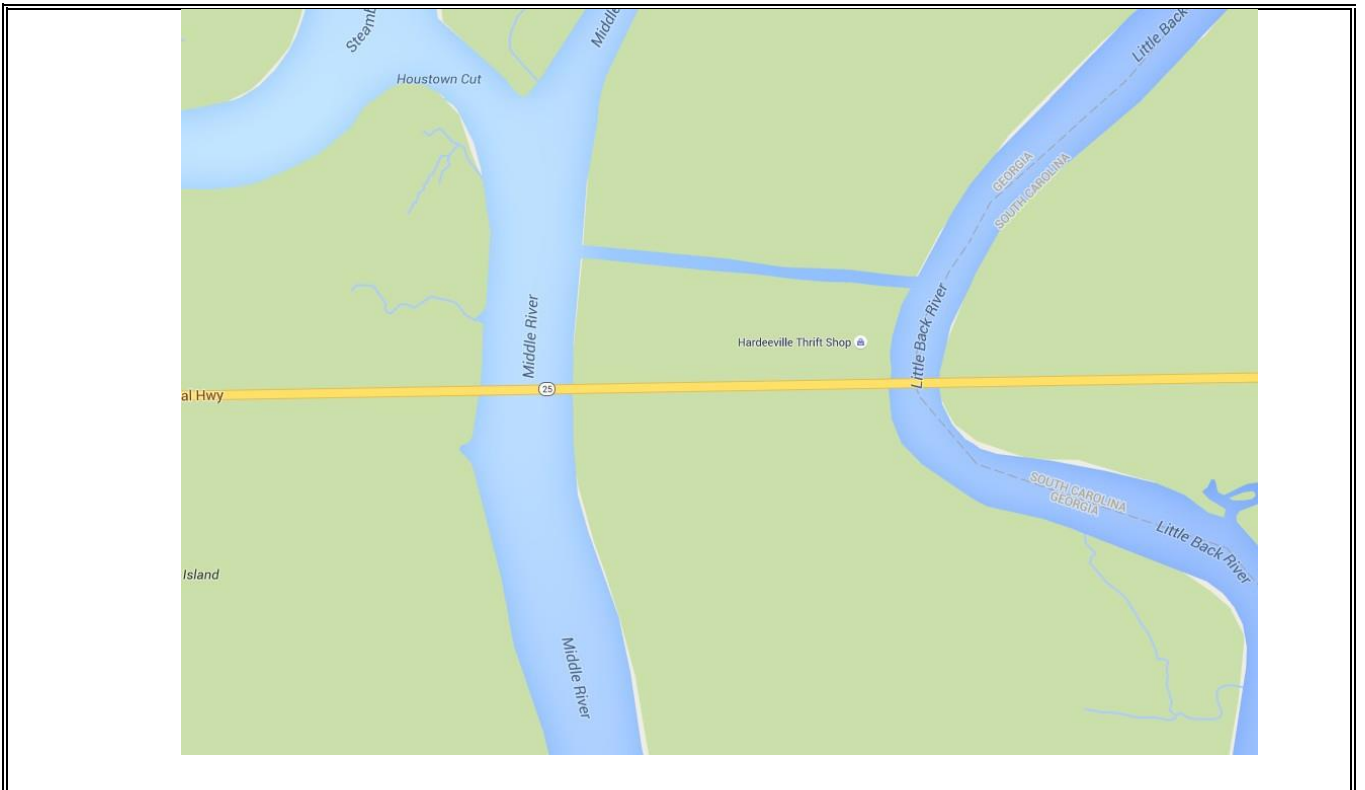 Steamb
Middle
Little Back
Houstown Cut
GEORGIA
SOUTH CAROLINA
Middle River
Little Back River
Hardeeville Thrift Shop
25
al Hwy
SOUTH CAROLINA
GEORGIA
Little Back River
Island
Middle River